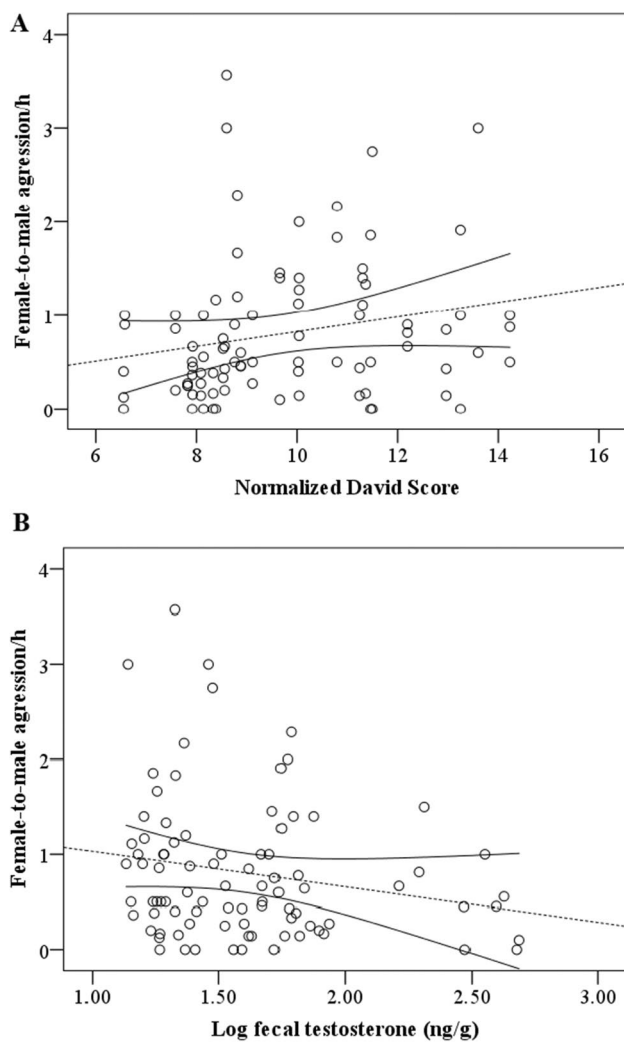 A
Female-to-male agression/h
4
3
2
1
0
6 8 10 12 14 16
Normalized David Score
B
Female-to-male agression/h
4
3
2
1
0
1.00 1.50 2.00 2.50 3.00
Log fecal testosterone (ng/g)